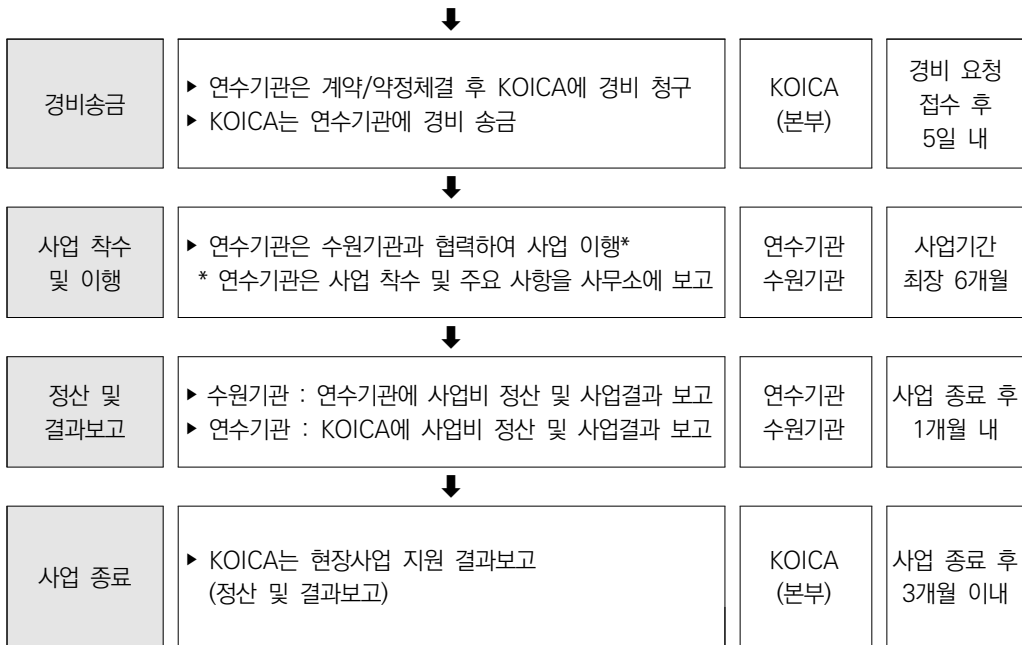 경비송금
▶ 연수기관은 계약/약정체결 후 KOICA에 경비 청구
▶ KOICA는 연수기관에 경비 송금
KOICA
(본부)
경비 요청
접수 후
5일 내
사업 착수
및 이행
▶ 연수기관은 수원기관과 협력하여 사업 이행*
* 연수기관은 사업 착수 및 주요 사항을 사무소에 보고
연수기관
수원기관
사업기간
최장 6개월
정산 및
결과보고
▶ 수원기관 : 연수기관에 사업비 정산 및 사업결과 보고
▶ 연수기관 : KOICA에 사업비 정산 및 사업결과 보고
연수기관
수원기관
사업 종료 후
1개월 내
사업 종료
▶ KOICA는 현장사업 지원 결과보고
(정산 및 결과보고)
KOICA
(본부)
사업 종료 후
3개월 이내